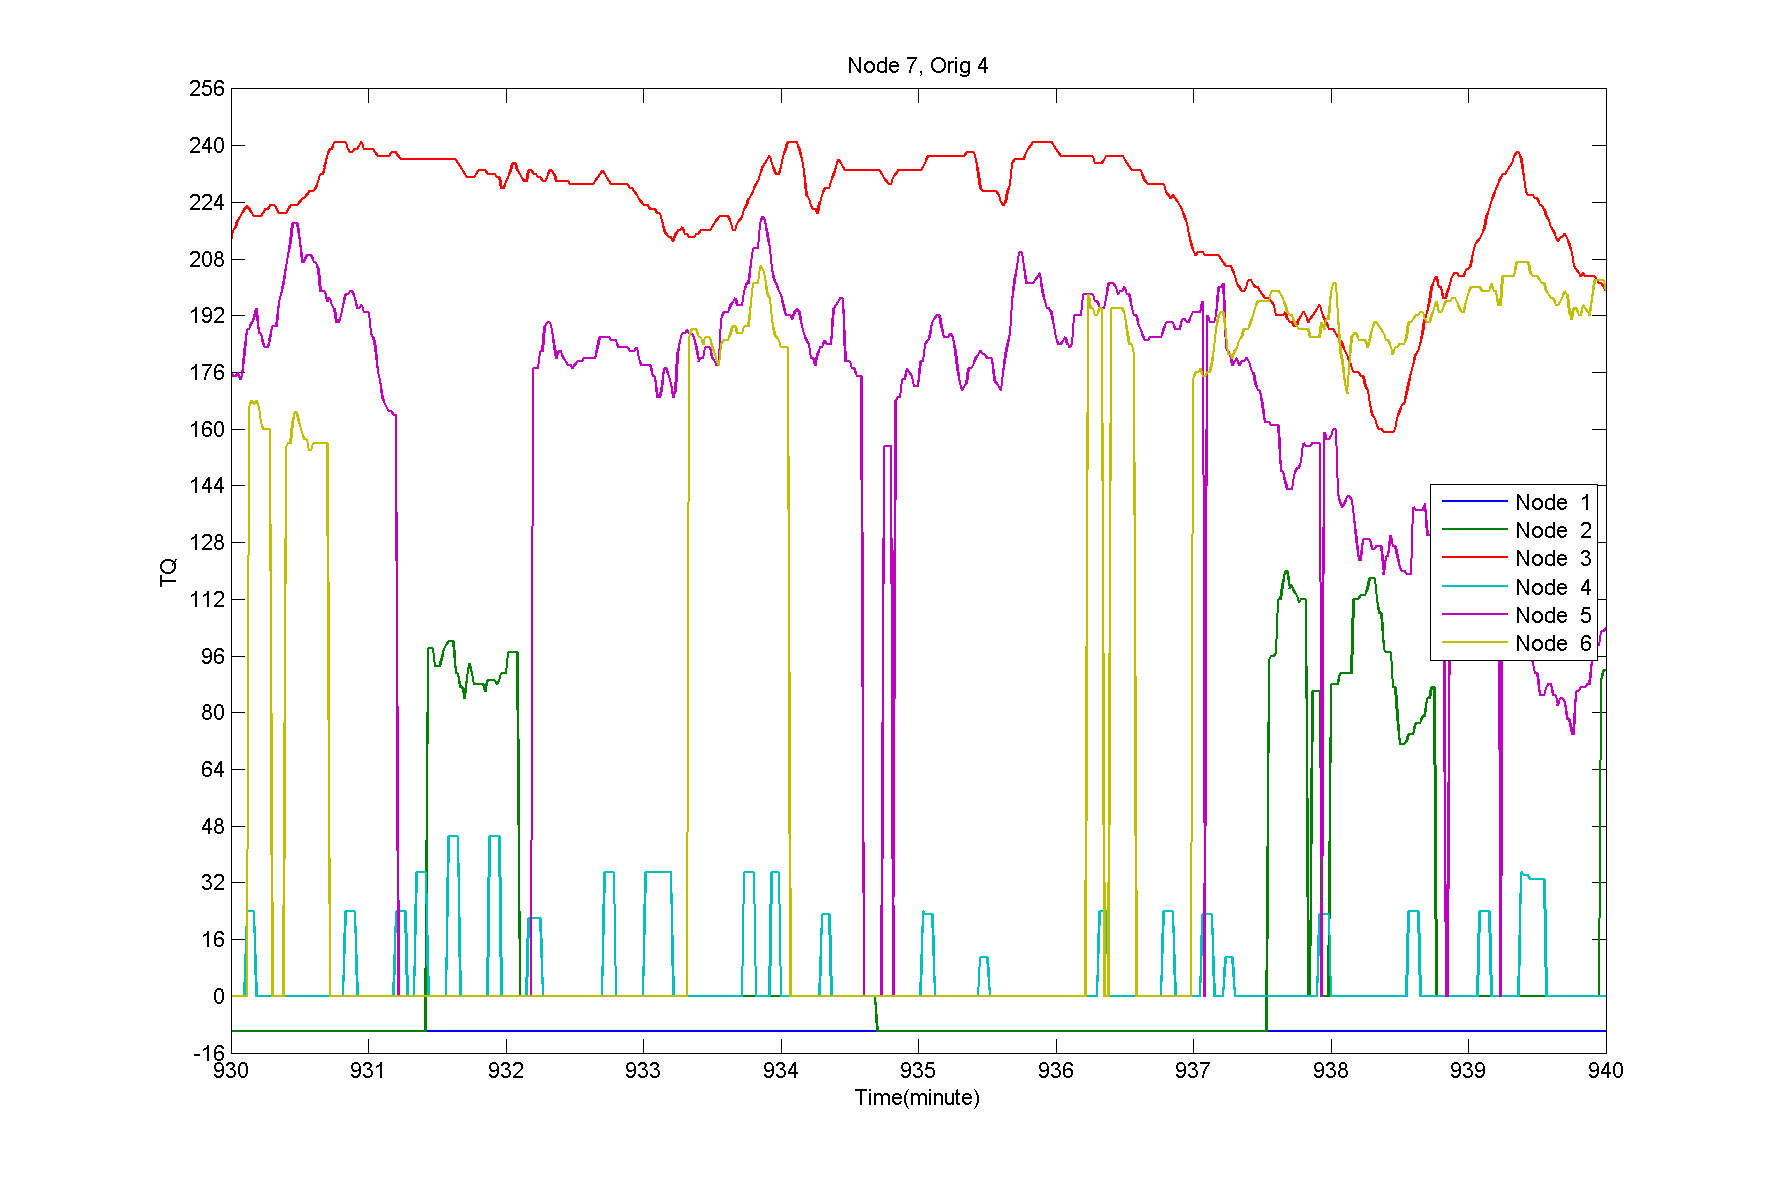 Node 7, Orig 4
256
240
224
208
192
176
160
144
128
112
96
80
64
48
32
16
0
-16
TQ
930 931 932 933 934 935 936 937 938 939 940
Time(minute)
Node 1
Node 2
Node 3
Node 4
Node 5
Node 6